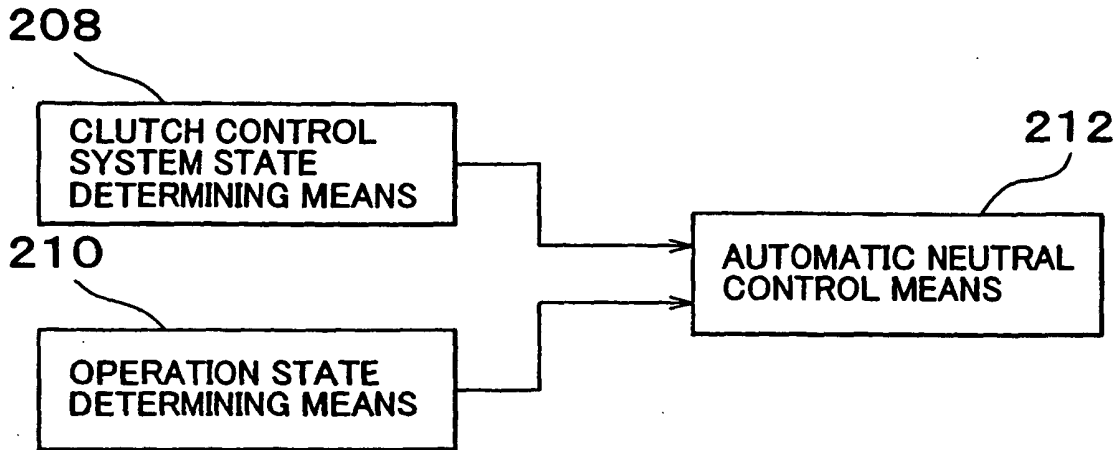 208
CLUTCH CONTROL
SYSTEM STATE
DETERMINING MEANS
212
AUTOMATIC NEUTRAL
CONTROL MEANS
210
OPERATION STATE
DETERMINING MEANS